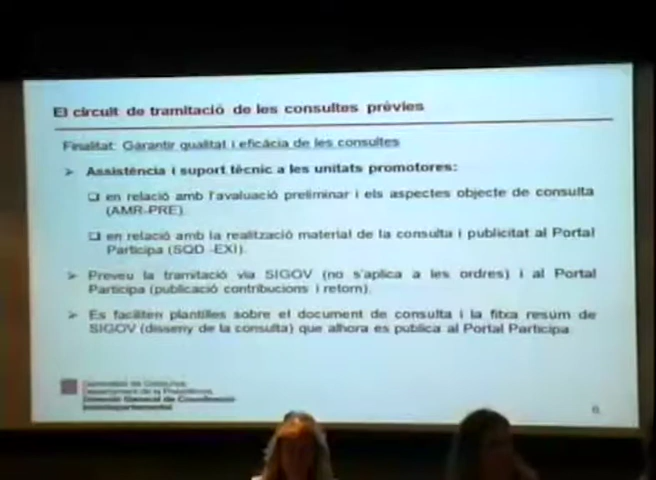 El circuit de tramitació de les consultes prèvies
Finalitat: Garantir qualitat i eficàcia de les consultes
➢ Assistència i suport tècnic a les unitats promotores:
❑ en relació amb l'avaluació preliminar i els aspectes objecte de consulta
(AMR-PRE).
❑ en relació amb la realització material de la consulta i publicitat al Portal
Participa (SQD -EXI).
➢ Preveu la tramitació via SIGOV (no s'aplica a les ordres) i al Portal
Participa (publicació contribucions i retorn).
➢ Es faciliten plantilles sobre el document de consulta i la fitxa resum de
SIGOV (disseny de la consulta) que alhora es publica al Portal Participa.
Generalitat de Catalunya
Departament de la Presidència
Direcció General de Coordinació
Interdepartamental
6